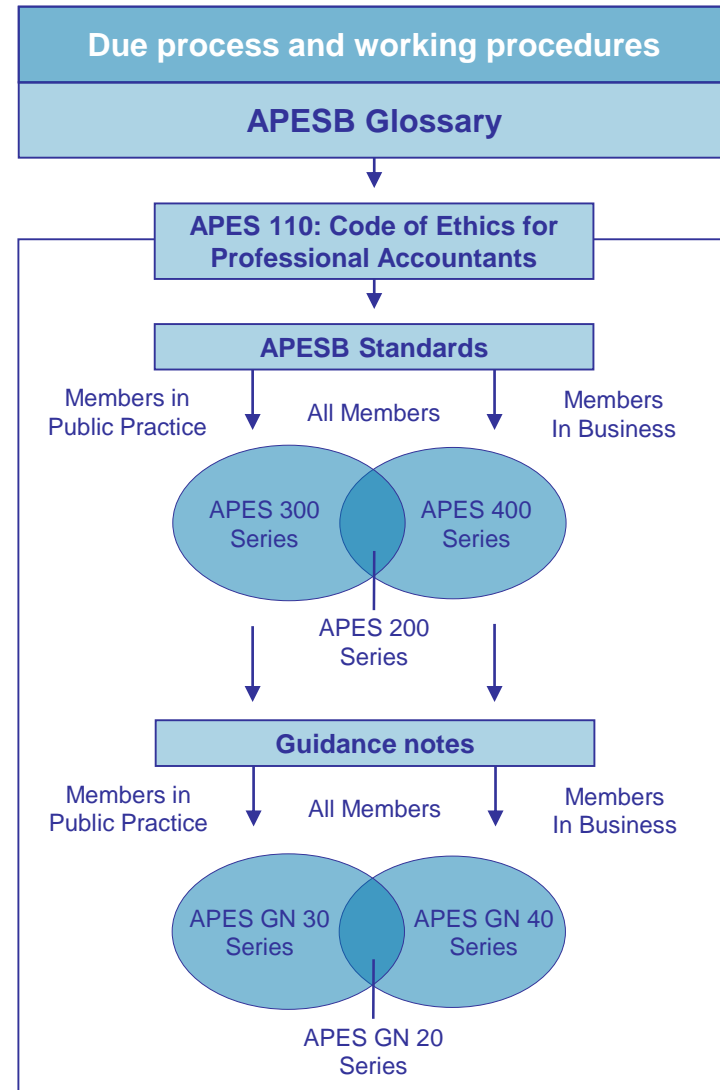 Due process and working procedures
APESB Glossary
APES 110: Code of Ethics for
Professional Accountants
APESB Standards
Members in
Public Practice
All Members
Members
In Business
APES 300
Series
APES 400
Series
APES 200
Series
Guidance notes
Members in
Public Practice
All Members
Members
In Business
APES GN 30
Series
APES GN 40
Series
APES GN 20
Series